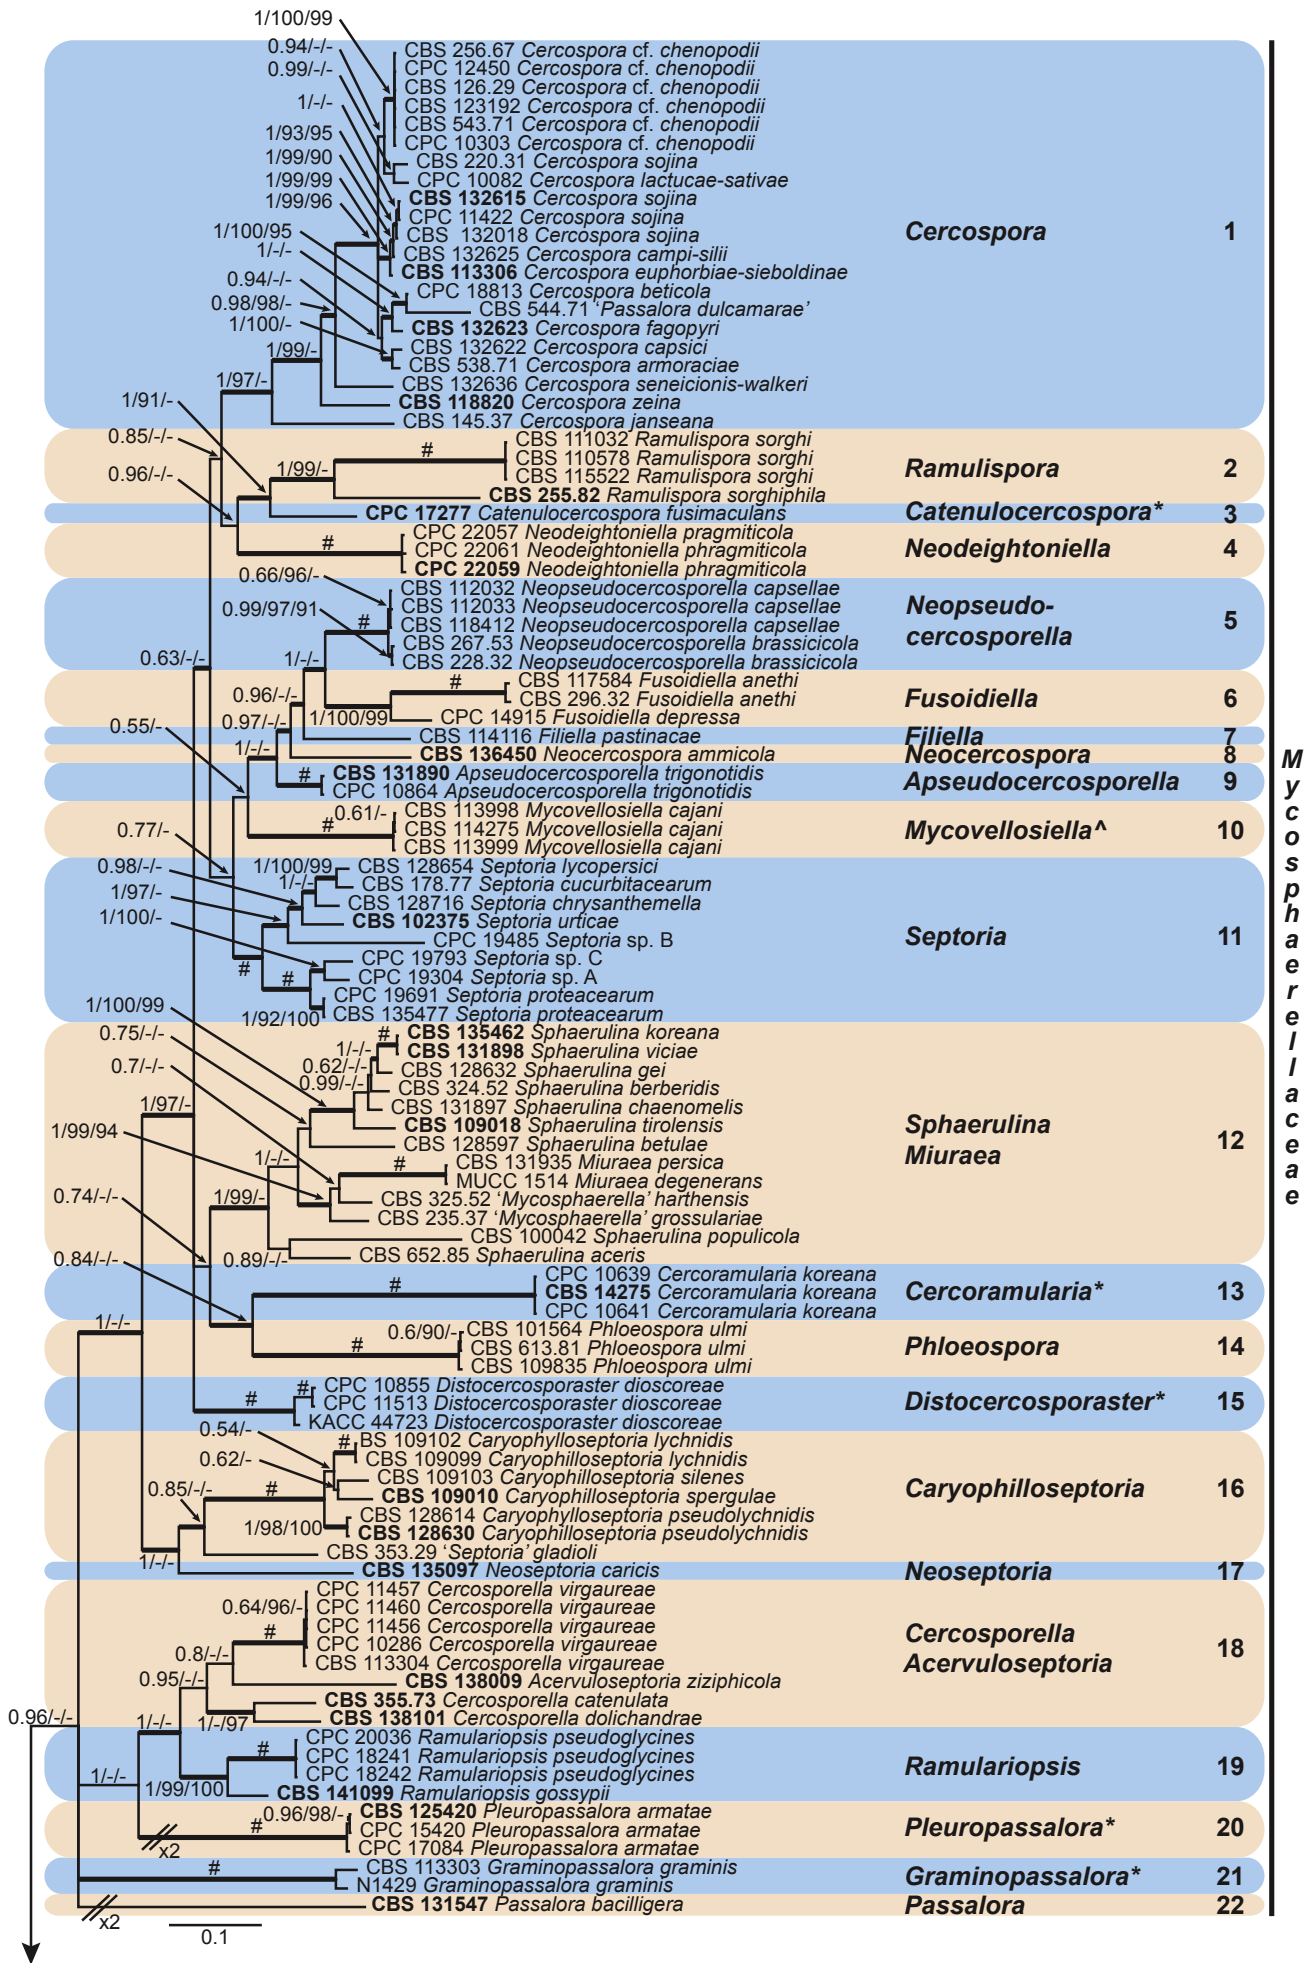 1/100/99
0.94/-/-
0.99/-/-
1/-/-
1/93/95
1/99/90
1/99/99
1/99/96
1/100/95
1/-/-
0.94/-/-
0.98/98/-
1/100/-
1/99/-
1/97/-
CBS 256.67 Cercospora cf. chenopodii
CPC 12450 Cercospora cf. chenopodii
CBS 126.29 Cercospora cf. chenopodii
CBS 123192 Cercospora cf. chenopodii
CBS 543.71 Cercospora cf. chenopodii
CPC 10303 Cercospora cf. chenopodii
CBS 220.31 Cercospora sojina
CPC 10082 Cercospora lactucae-sativae
CBS 132615 Cercospora sojina
CPC 11422 Cercospora sojina
CBS 132018 Cercospora sojina
CBS 132625 Cercospora campi-silii
CBS 113306 Cercospora euphorbiae-sieboldinae
CPC 18813 Cercospora beticola
CBS 544.71 ‘Passalora dulcamarae’
CBS 132623 Cercospora fagopyri
CBS 132622 Cercospora capsici
CBS 538.71 Cercospora armoraciae
CBS 132636 Cercospora seneicionis-walkeri
CBS 118820 Cercospora zeina
CBS 145.37 Cercospora janseana
Cercospora 1
1/91/-
0.85/-/-
0.96/-/-
1/99/-
#
CBS 111032 Ramulispora sorghi
CBS 110578 Ramulispora sorghi
CBS 115522 Ramulispora sorghi
CBS 255.82 Ramulispora sorghiphila
Ramulispora 2
CPC 17277 Catenulocercospora fusimaculans
Catenulocercospora* 3
#
CPC 22057 Neodeightoniella pragmiticola
CPC 22061 Neodeightoniella phragmiticola
CPC 22059 Neodeightoniella phragmiticola
Neodeightoniella 4
0.66/96/-
0.99/97/91
#
CBS 112032 Neopseudocercosporella capsellae
CBS 112033 Neopseudocercosporella capsellae
CBS 118412 Neopseudocercosporella capsellae
CBS 267.53 Neopseudocercosporella brassicicola
CBS 228.32 Neopseudocercosporella brassicicola
Neopseudo-
cercosporella 5
0.63/-/-
1/-/-
0.96/-/-
#
1/100/99
CBS 117584 Fusoidiella anethi
CBS 296.32 Fusoidiella anethi
CPC 14915 Fusoidiella depressa
Fusoidiella 6
0.55/-
0.97/-/-
CBS 114116 Filiella pastinacae
Filiella 7
1/-/-
CBS 136450 Neocercospora ammicola
Neocercospora 8
#
CBS 131890 Apseudocercosporella trigonotidis
CPC 10864 Apseudocercosporella trigonotidis
Apseudocercosporella 9
0.61/-
#
CBS 113998 Mycovellosiella cajani
CBS 114275 Mycovellosiella cajani
CBS 113999 Mycovellosiella cajani
Mycovellosiella^ 10
0.77/-
0.98/-/-
1/97/-
1/100/-
1/100/99
1/-/-
#
#
1/92/100
CBS 128654 Septoria lycopersici
CBS 178.77 Septoria cucurbitacearum
CBS 128716 Septoria chrysanthemella
CBS 102375 Septoria urticae
CPC 19485 Septoria sp. B
CPC 19793 Septoria sp. C
CPC 19304 Septoria sp. A
CPC 19691 Septoria proteacearum
CBS 135477 Septoria proteacearum
Septoria 11
1/100/99
0.75/-/-
0.7/-/-
#
1/-/-
0.62/-/-
0.99/-/-
1/97/-
1/99/94
1/-/-
#
0.74/-/-
1/99/-
0.89/-/-
CBS 135462 Sphaerulina koreana
CBS 131898 Sphaerulina viciae
CBS 128632 Sphaerulina gei
CBS 324.52 Sphaerulina berberidis
CBS 131897 Sphaerulina chaenomelis
CBS 109018 Sphaerulina tirolensis
CBS 128597 Sphaerulina betulae
CBS 131935 Miuraea persica
MUCC 1514 Miuraea degenerans
CBS 325.52 ‘Mycosphaerella’ harthensis
CBS 235.37 ‘Mycosphaerella’ grossulariae
CBS 100042 Sphaerulina populicola
CBS 652.85 Sphaerulina aceris
Sphaerulina
Miuraea 12
0.84/-/-
#
CPC 10639 Cercoramularia koreana
CBS 14275 Cercoramularia koreana
CPC 10641 Cercoramularia koreana
Cercoramularia* 13
1/-/-
0.6/90/-
#
CBS 101564 Phloeospora ulmi
CBS 613.81 Phloeospora ulmi
CBS 109835 Phloeospora ulmi
Phloeospora 14
#
#
CPC 10855 Distocercosporaster dioscoreae
CPC 11513 Distocercosporaster dioscoreae
KACC 44723 Distocercosporaster dioscoreae
Distocercosporaster* 15
0.54/-
0.62/-
#
0.85/-/-
#
1/98/100
BS 109102 Caryophylloseptoria lychnidis
CBS 109099 Caryophilloseptoria lychnidis
CBS 109103 Caryophilloseptoria silenes
CBS 109010 Caryophilloseptoria spergulae
CBS 128614 Caryophylloseptoria pseudolychnidis
CBS 128630 Caryophilloseptoria pseudolychnidis
CBS 353.29 ‘Septoria’ gladioli
Caryophilloseptoria 16
1/-/-
CBS 135097 Neoseptoria caricis
Neoseptoria 17
0.64/96/-
#
0.8/-/-
0.95/-/-
1/-/97
CPC 11457 Cercosporella virgaureae
CPC 11460 Cercosporella virgaureae
CPC 11456 Cercosporella virgaureae
CPC 10286 Cercosporella virgaureae
CBS 113304 Cercosporella virgaureae
CBS 138009 Acervuloseptoria ziziphicola
CBS 355.73 Cercosporella catenulata
CBS 138101 Cercosporella dolichandrae
Cercosporella
Acervuloseptoria 18
0.96/-/-
1/-/-
#
1/-/-
1/99/100
CPC 20036 Ramulariopsis pseudoglycines
CPC 18241 Ramulariopsis pseudoglycines
CPC 18242 Ramulariopsis pseudoglycines
CBS 141099 Ramulariopsis gossypii
Ramulariopsis 19
0.96/98/-
#
x2
CBS 125420 Pleuropassalora armatae
CPC 15420 Pleuropassalora armatae
CPC 17084 Pleuropassalora armatae
Pleuropassalora* 20
#
CBS 113303 Graminopassalora graminis
N1429 Graminopassalora graminis
Graminopassalora* 21
x2
CBS 131547 Passalora bacilligera
Passalora 22
0.1
Mycosphaerellaceae